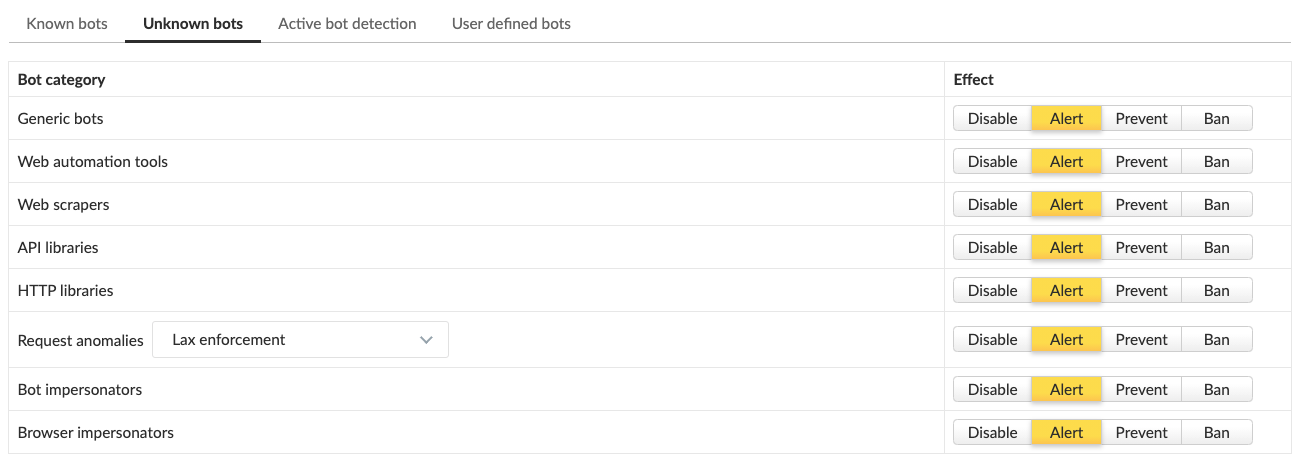 Known bots Unknown bots Active bot detection User defined bots
Bot category Effect
Generic bots Disable Alert Prevent Ban
Web automation tools Disable Alert Prevent Ban
Web scrapers Disable Alert Prevent Ban
API libraries Disable Alert Prevent Ban
HTTP libraries Disable Alert Prevent Ban
Request anomalies Lax enforcement Disable Alert Prevent Ban
Bot impersonators Disable Alert Prevent Ban
Browser impersonators Disable Alert Prevent Ban